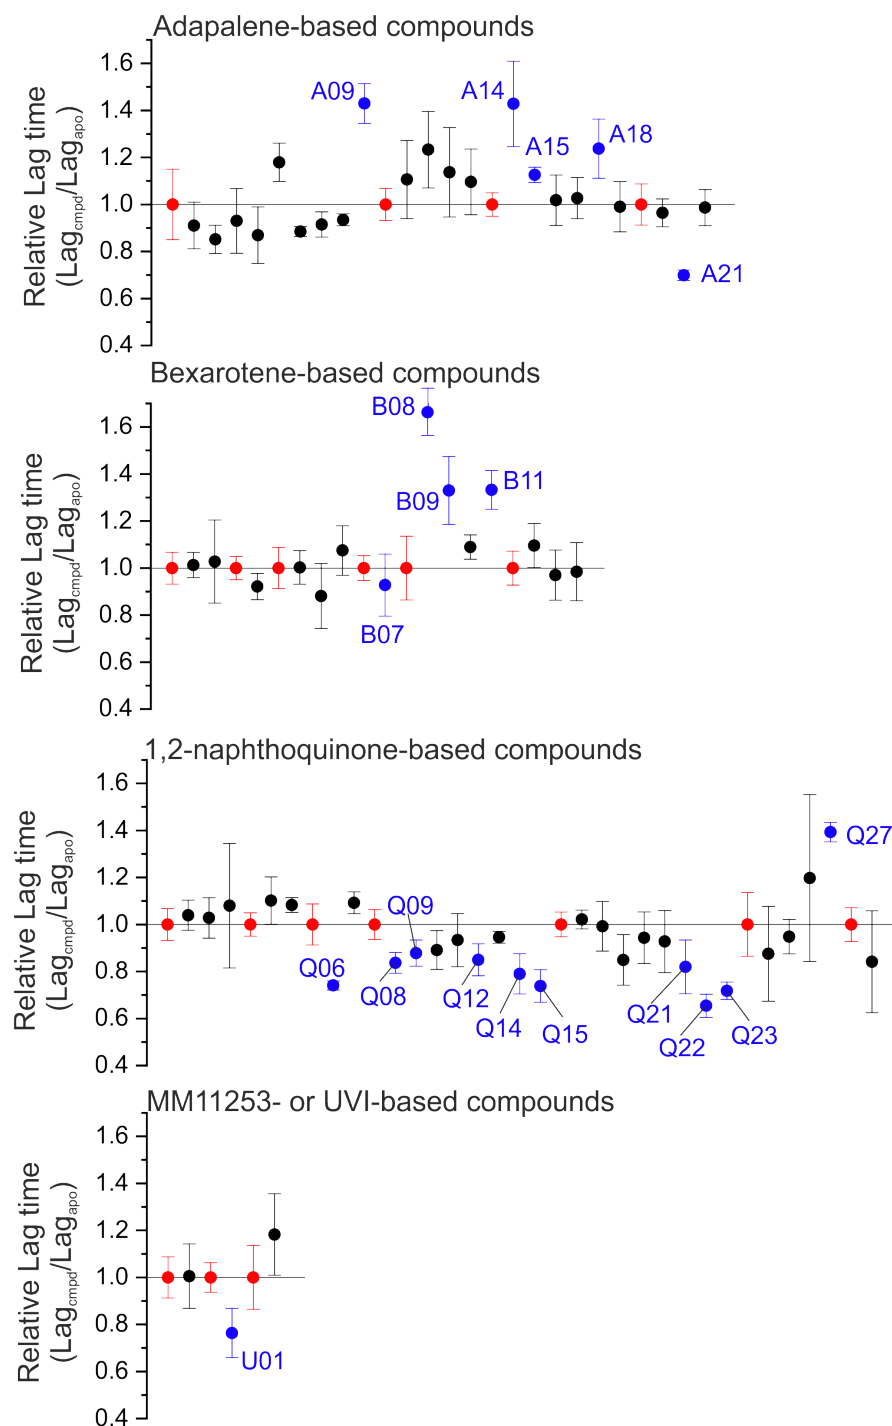 Adapalene-based compounds
Relative Lag time
(Lagcmpd/Lagapo)
1.6
1.4
1.2
1.0
0.8
0.6
0.4
A09
A14
A15
A18
A21
Bexarotene-based compounds
Relative Lag time
(Lagcmpd/Lagapo)
1.6
1.4
1.2
1.0
0.8
0.6
0.4
B08
B09
B11
B07
1,2-naphthoquinone-based compounds
Relative Lag time
(Lagcmpd/Lagapo)
1.6
1.4
1.2
1.0
0.8
0.6
0.4
Q27
Q09
Q06
Q08
Q12
Q14
Q15
Q21
Q22
Q23
MM11253- or UVI-based compounds
Relative Lag time
(Lagcmpd/Lagapo)
1.6
1.4
1.2
1.0
0.8
0.6
0.4
U01